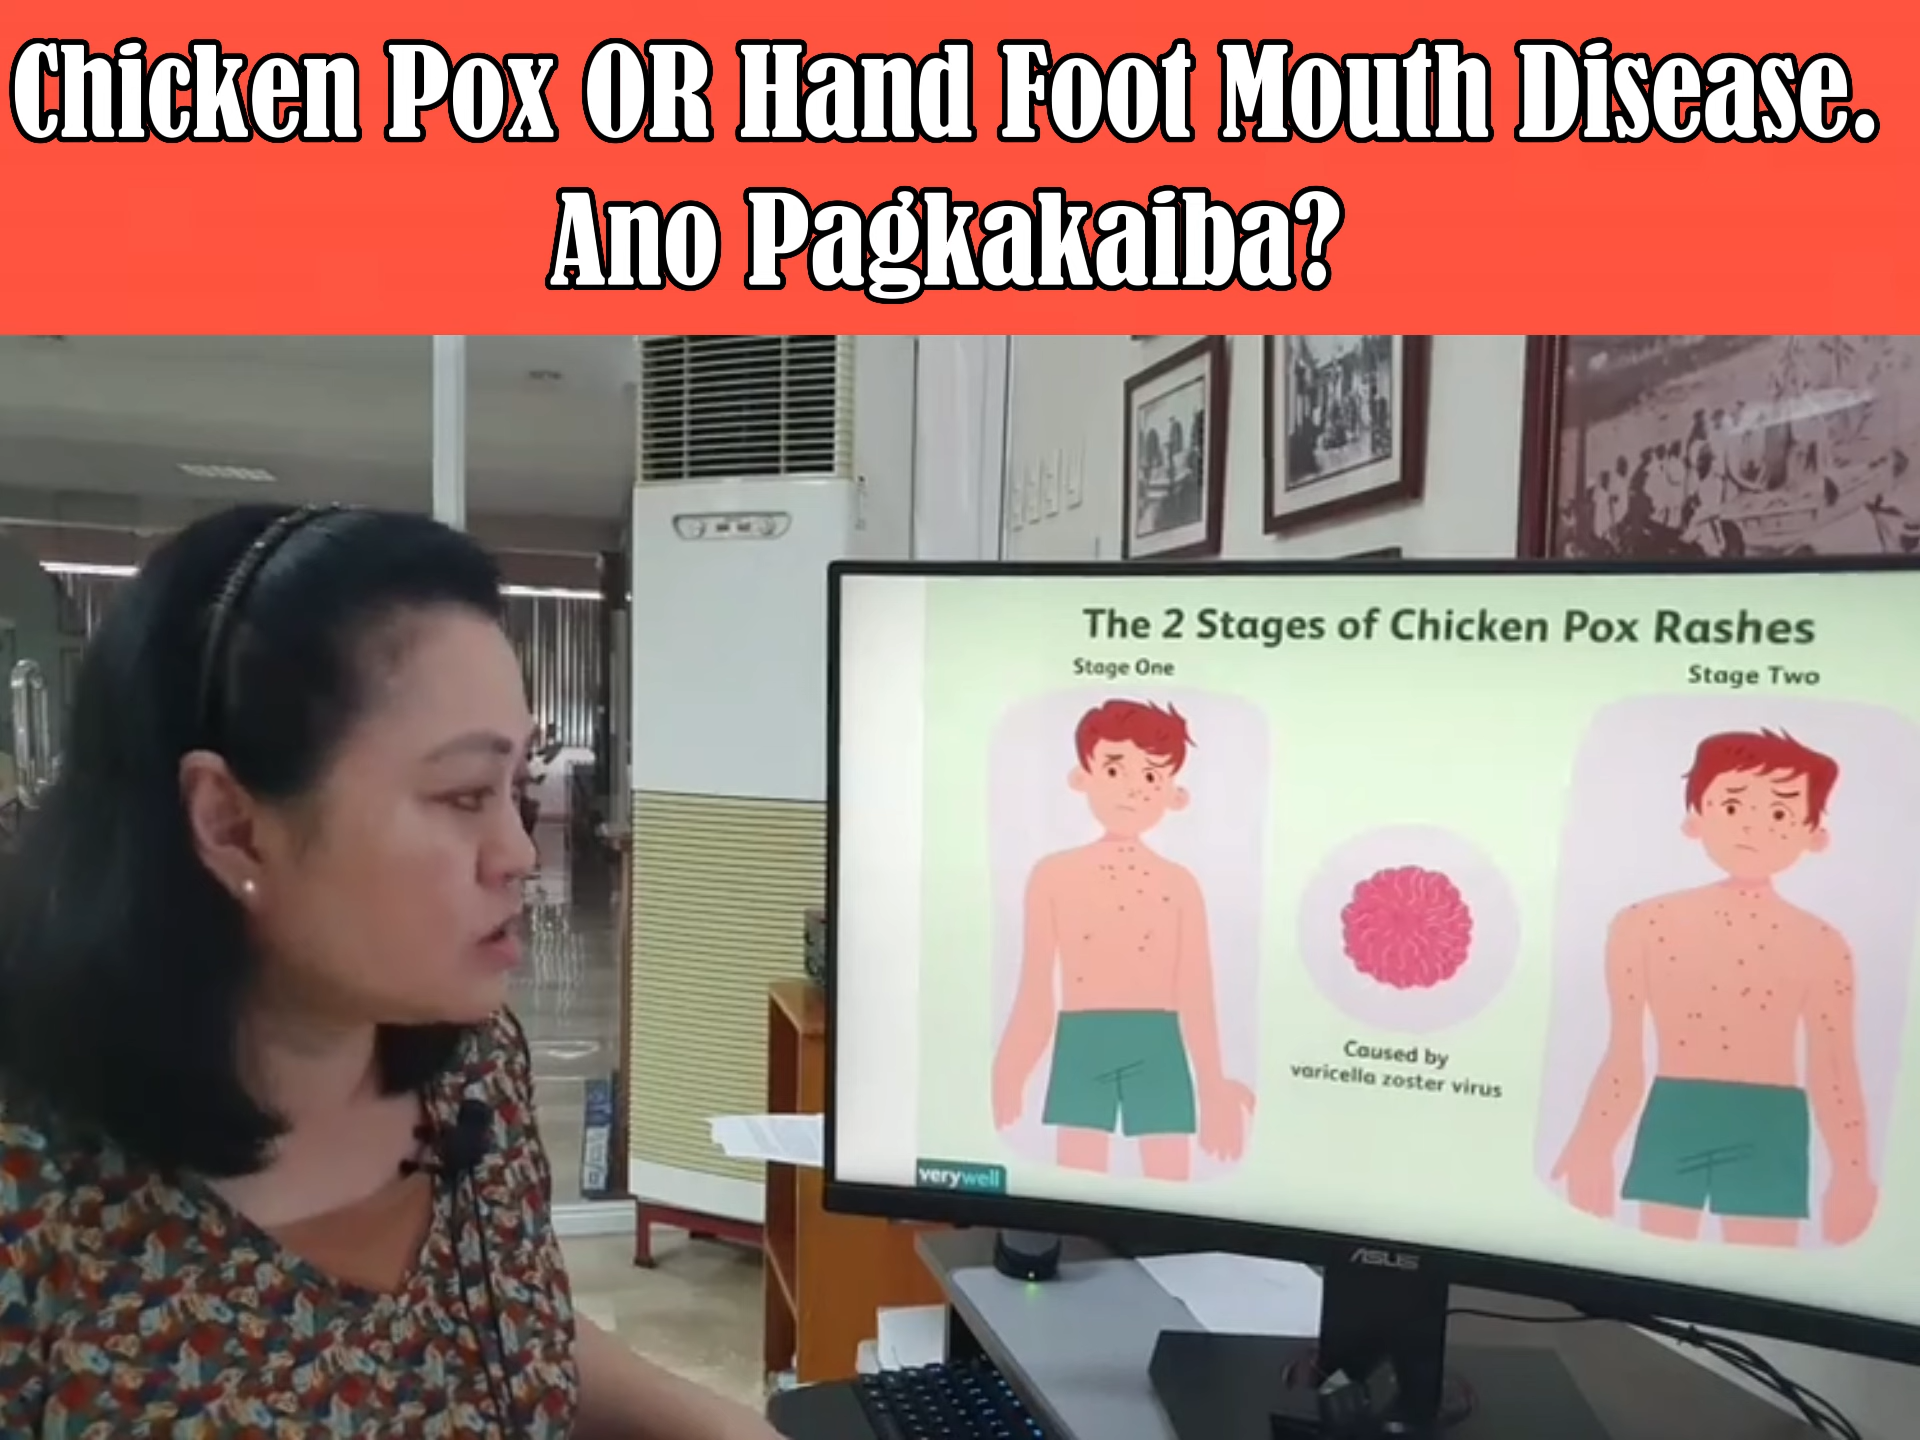 Chicken Pox OR Hand Foot Mouth Disease.
Ano Pagkakaiba?
The 2 Stages of Chicken Pox Rashes
Stage One
Stage Two
Caused by
varicella zoster virus
verywell
ASUS